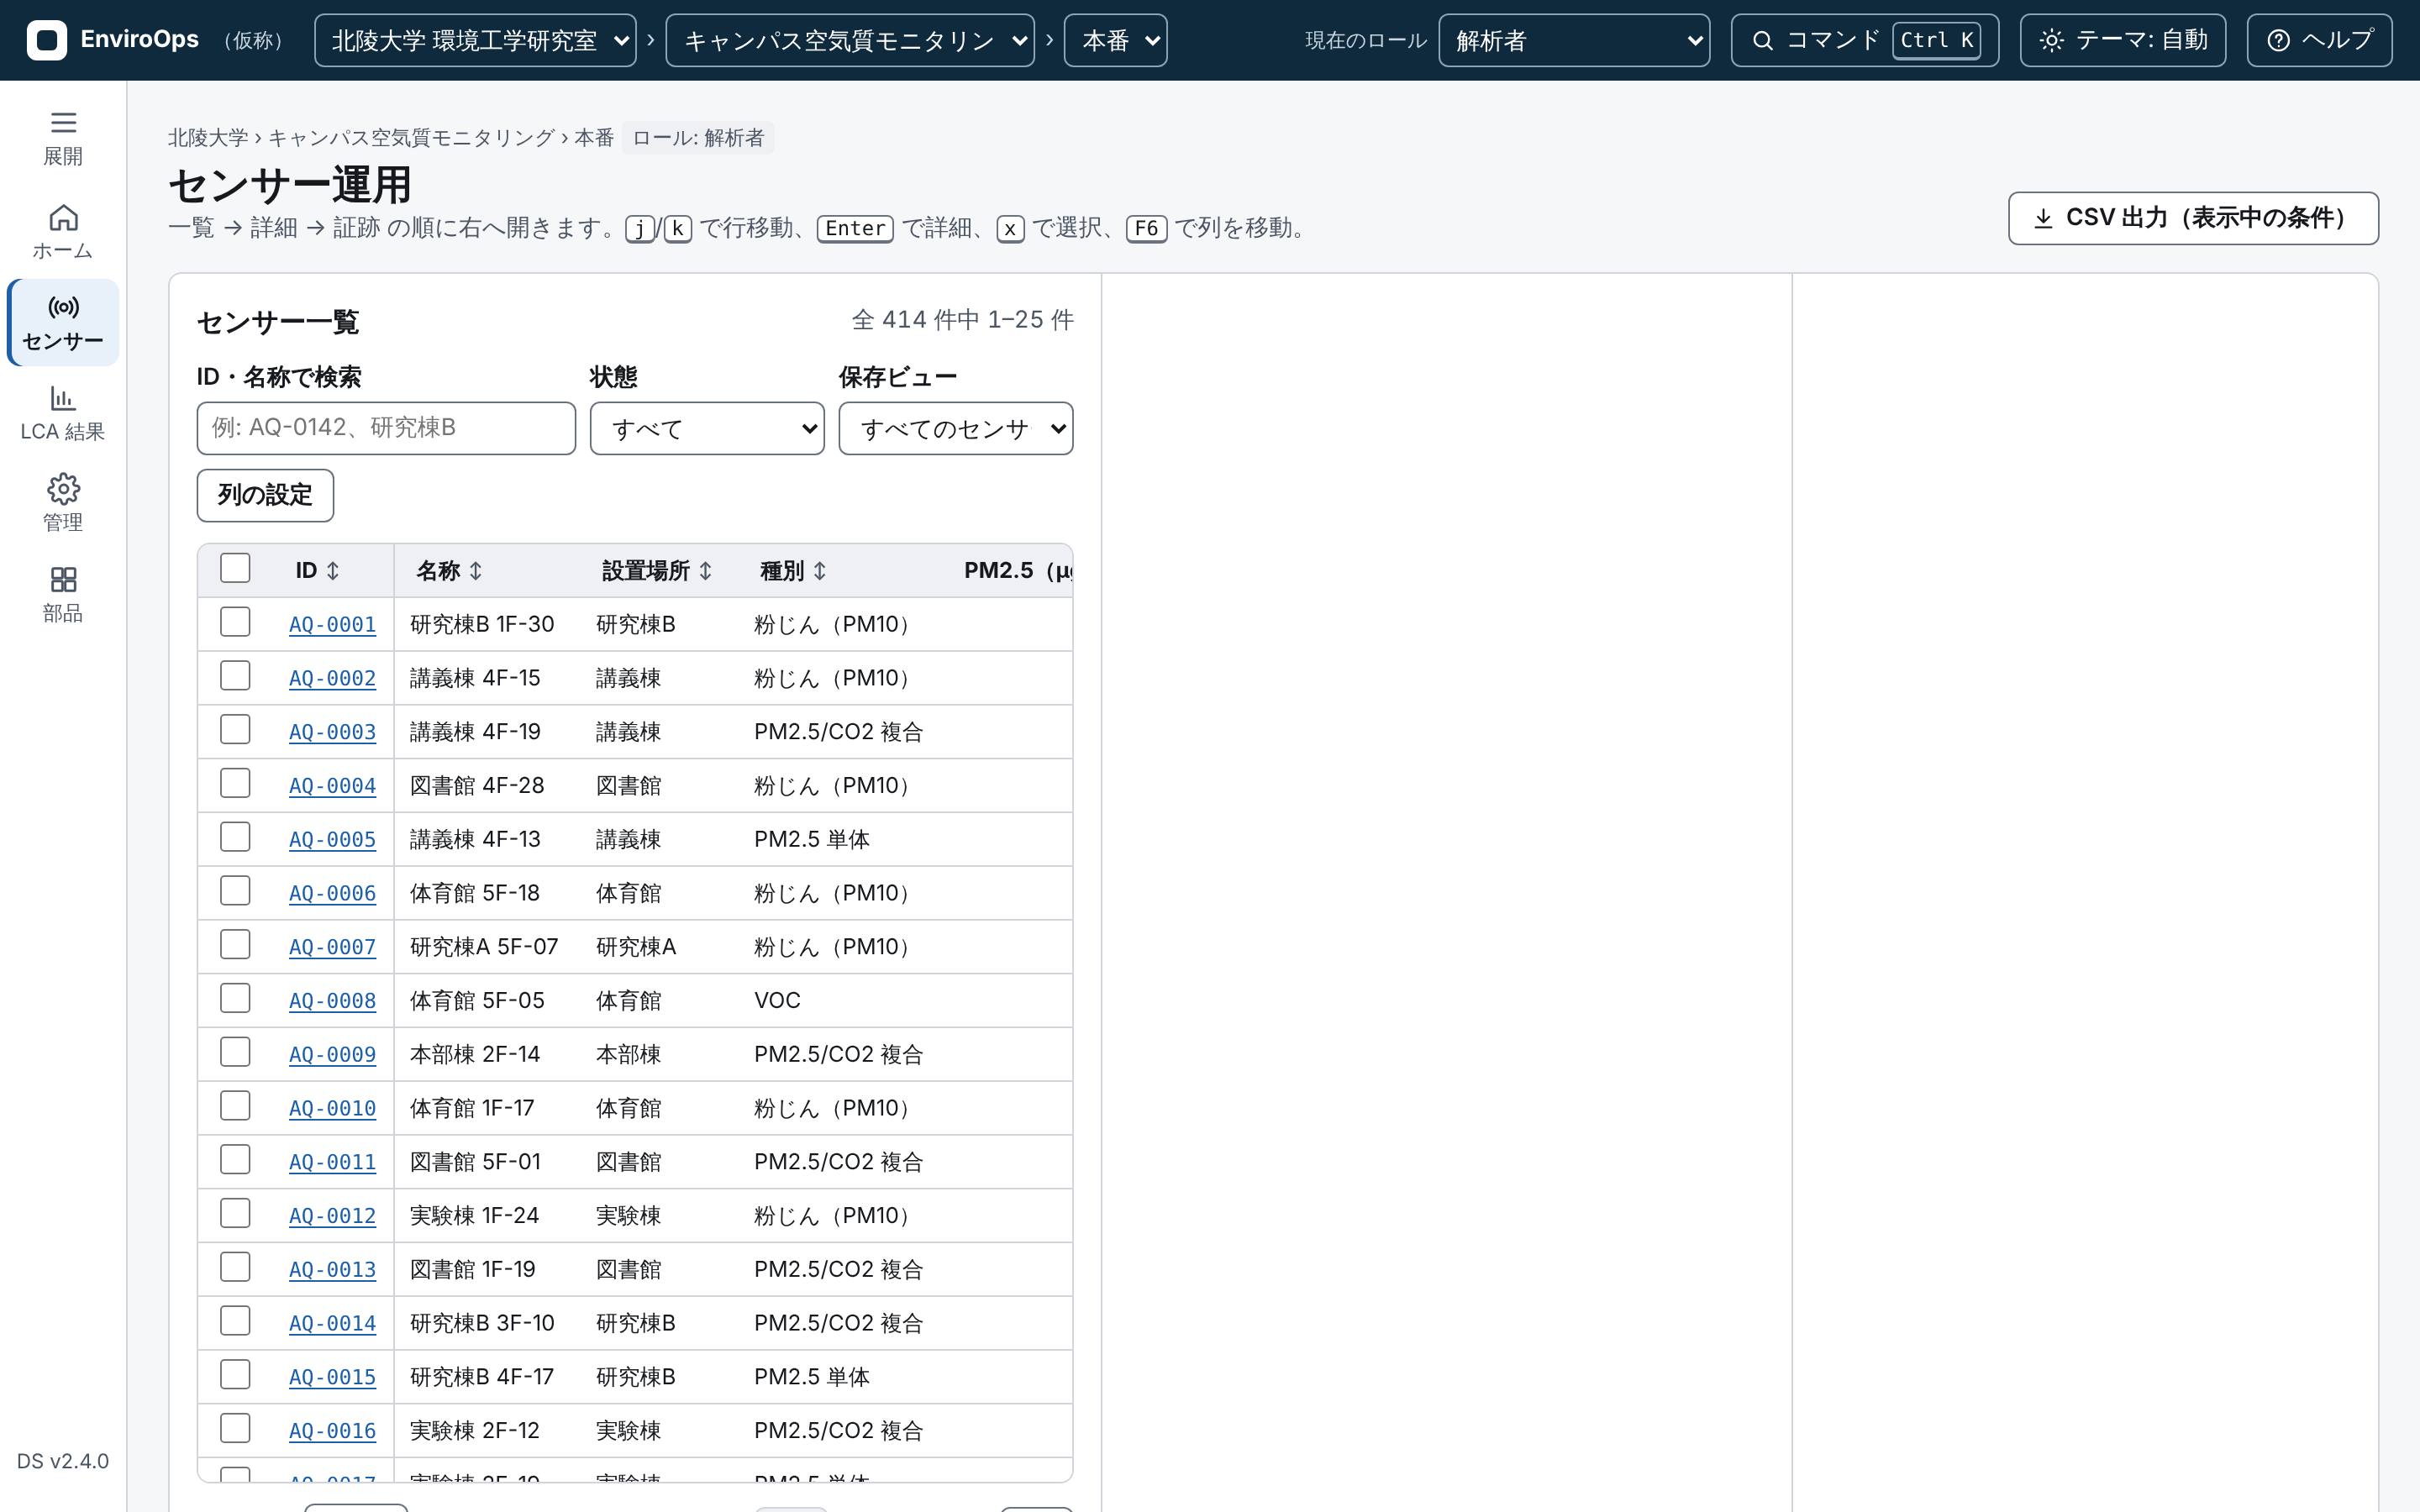 EnviroOps （仮称） 北陵大学 環境工学研究室 › キャンパス空気質モニタリン › 本番 現在のロール 解析者 コマンド Ctrl K テーマ: 自動 ヘルプ
展開
ホーム
センサー
LCA 結果
管理
部品
DS v2.4.0
北陵大学 › キャンパス空気質モニタリング › 本番 ロール: 解析者
センサー運用
一覧 → 詳細 → 証跡 の順に右へ開きます。 j/k で行移動、 Enter で詳細、 x で選択、 F6 で列を移動。
CSV 出力（表示中の条件）
センサー一覧 全 414 件中 1–25 件
ID・名称で検索 状態 保存ビュー
例: AQ-0142、研究棟B すべて すべてのセンサ
列の設定
ID ↕ 名称 ↕ 設置場所 ↕ 種別 ↕ PM2.5（µg
AQ-0001 研究棟B 1F-30 研究棟B 粉じん（PM10）
AQ-0002 講義棟 4F-15 講義棟 粉じん（PM10）
AQ-0003 講義棟 4F-19 講義棟 PM2.5/CO2 複合
AQ-0004 図書館 4F-28 図書館 粉じん（PM10）
AQ-0005 講義棟 4F-13 講義棟 PM2.5 単体
AQ-0006 体育館 5F-18 体育館 粉じん（PM10）
AQ-0007 研究棟A 5F-07 研究棟A 粉じん（PM10）
AQ-0008 体育館 5F-05 体育館 VOC
AQ-0009 本部棟 2F-14 本部棟 PM2.5/CO2 複合
AQ-0010 体育館 1F-17 体育館 粉じん（PM10）
AQ-0011 図書館 5F-01 図書館 PM2.5/CO2 複合
AQ-0012 実験棟 1F-24 実験棟 粉じん（PM10）
AQ-0013 図書館 1F-19 図書館 PM2.5/CO2 複合
AQ-0014 研究棟B 3F-10 研究棟B PM2.5/CO2 複合
AQ-0015 研究棟B 4F-17 研究棟B PM2.5 単体
AQ-0016 実験棟 2F-12 実験棟 PM2.5/CO2 複合